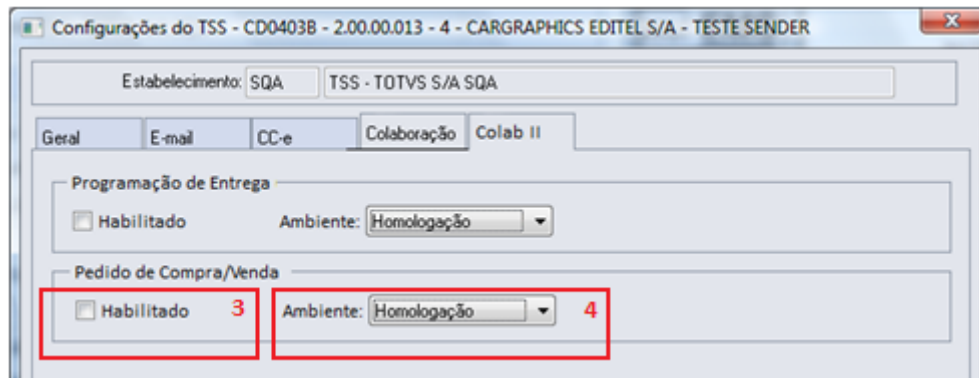 Configurações do TSS - CD0403B - 2.00.00.013 - 4 - CARGRAPHICS EDITEL S/A - TESTE SENDER
Estabelecimento: SQA TSS - TOTVS S/A SQA
Geral E-mail CC-e Colaboração Colab II
Programação de Entrega
Habilitado Ambiente: Homologação
Pedido de Compra/Venda
Habilitado 3 Ambiente: Homologação 4